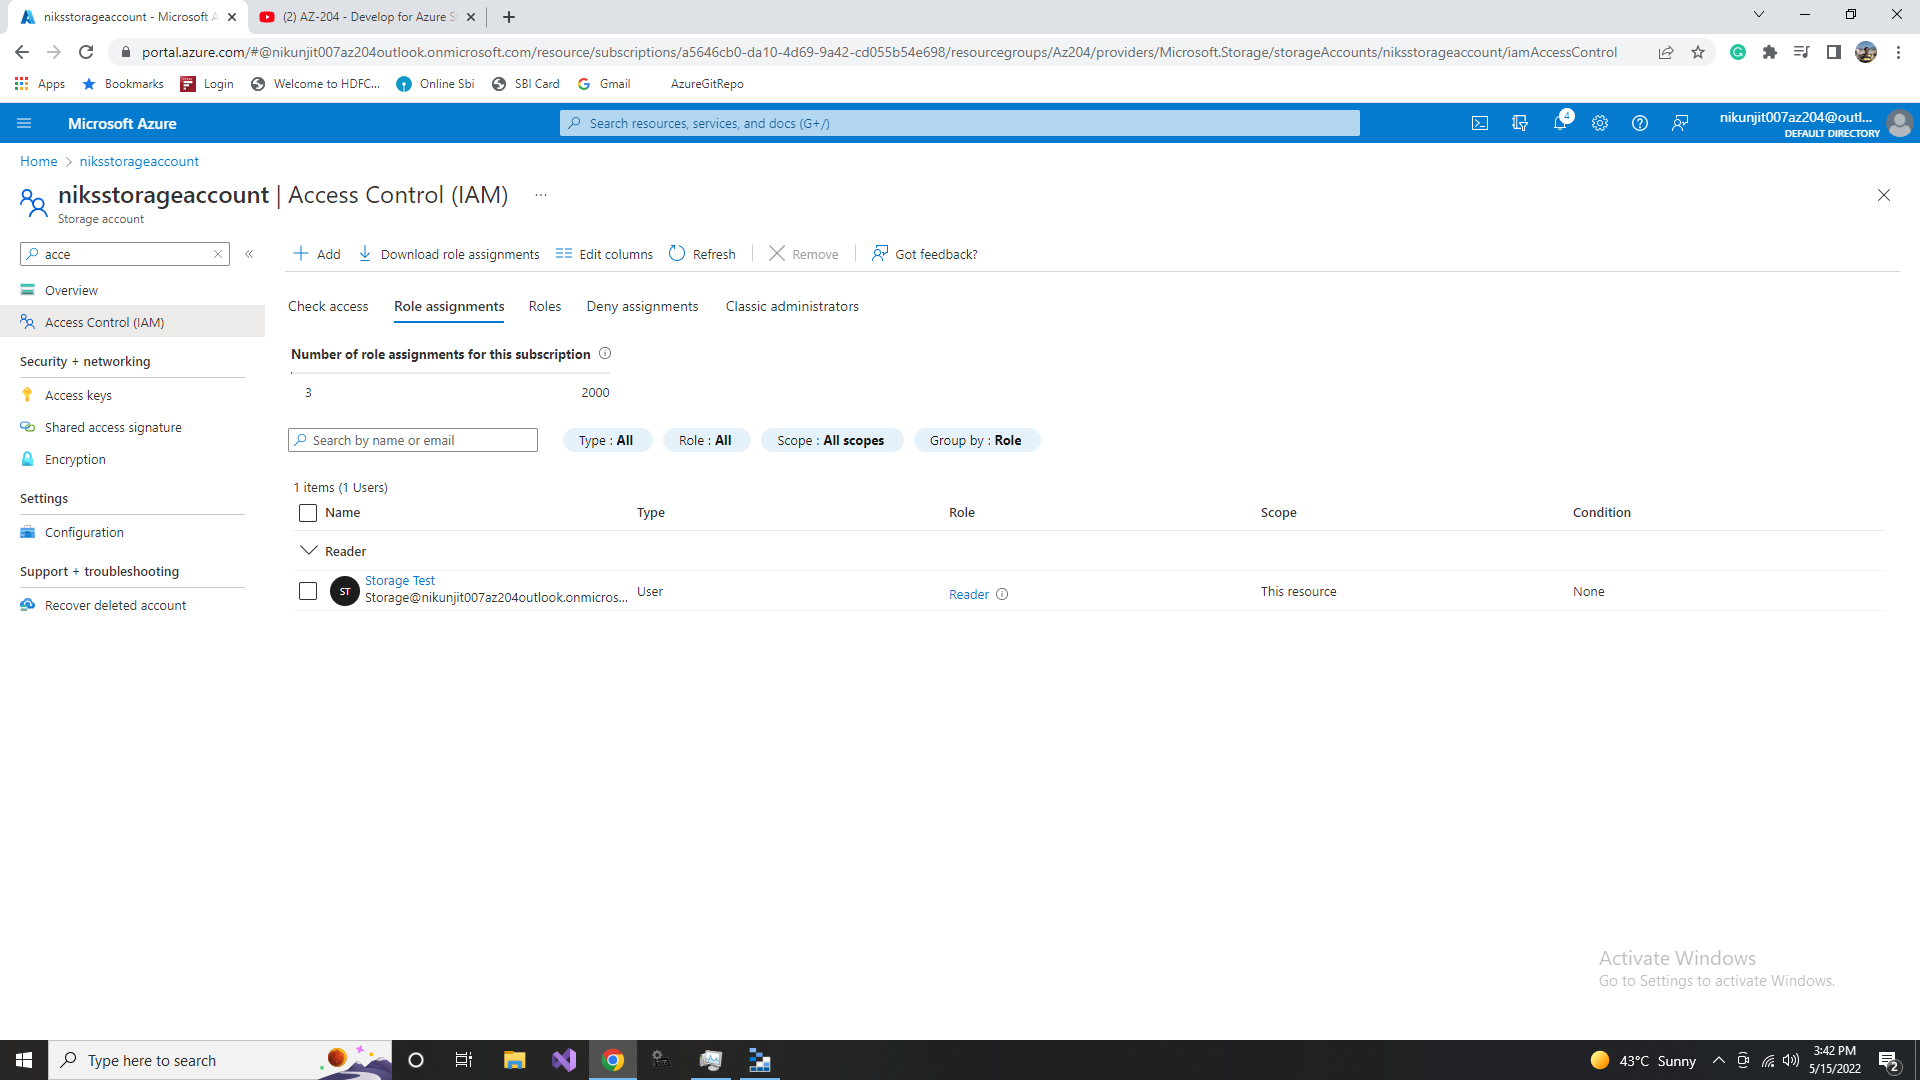 niksstorageaccount - Microsoft A
(2) AZ-204 - Develop for Azure S
portal.azure.com/#@nikunjit007az204outlook.onmicrosoft.com/resource/subscriptions/a5646cb0-da10-4d69-9a42-cd055b54e698/resourcegroups/Az204/providers/Microsoft.Storage/storageAccounts/niksstorageaccount/iamAccessControl
Apps Bookmarks Login Welcome to HDFC... Online Sbi SBI Card Gmail AzureGitRepo
Microsoft Azure
Search resources, services, and docs (G+/)
4
nikunjit007az204@outl...
DEFAULT DIRECTORY
Home > niksstorageaccount
niksstorageaccount | Access Control (IAM) ...
Storage account
acce
Overview
Access Control (IAM)
Security + networking
Access keys
Shared access signature
Encryption
Settings
Configuration
Support + troubleshooting
Recover deleted account
Add Download role assignments Edit columns Refresh Remove Got feedback?
Check access Role assignments Roles Deny assignments Classic administrators
Number of role assignments for this subscription
3 2000
Search by name or email Type : All Role : All Scope : All scopes Group by : Role
1 items (1 Users)
Name Type Role Scope Condition
Reader
ST
Storage Test
Storage@nikunjit007az204outlook.onmicros...
User Reader This resource None
Activate Windows
Go to Settings to activate Windows.
Type here to search
43°C Sunny
3:42 PM
5/15/2022
2